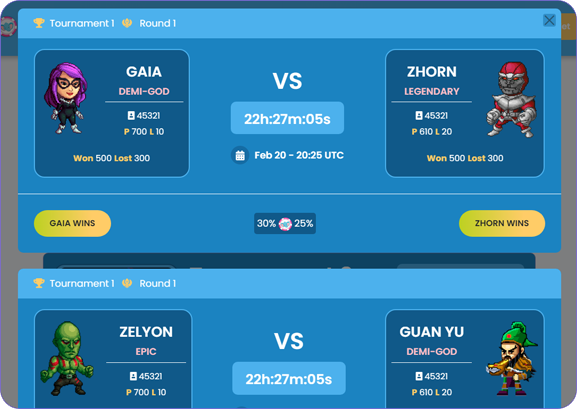 Tournament 1 Round 1
GAIA
DEMI-GOD
45321
P 700 L 10
Won 500 Lost 300
VS
22h:27m:05s
Feb 20 - 20:25 UTC
ZHORN
LEGENDARY
45321
P 610 L 20
Won 500 Lost 300
GAIA WINS
30% 25%
ZHORN WINS
Tournament 1 Round 1
ZELYON
EPIC
45321
P 700 L 10
VS
22h:27m:05s
GUAN YU
DEMI-GOD
45321
P 610 L 20